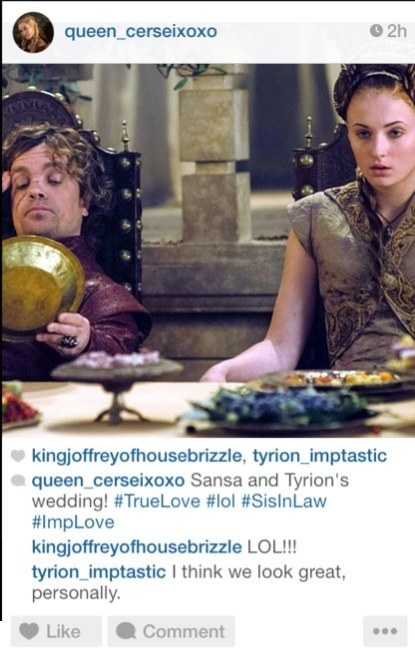 queen_cerseixoxo
2h
kingjoffreyofhousebrizzle, tyrion_imptastic
queen_cerseixoxo Sansa and Tyrion's
wedding! #TrueLove #lol #SisInLaw
#ImpLove
kingjoffreyofhousebrizzle LOL!!!
tyrion_imptastic I think we look great,
personally.
Like
Comment